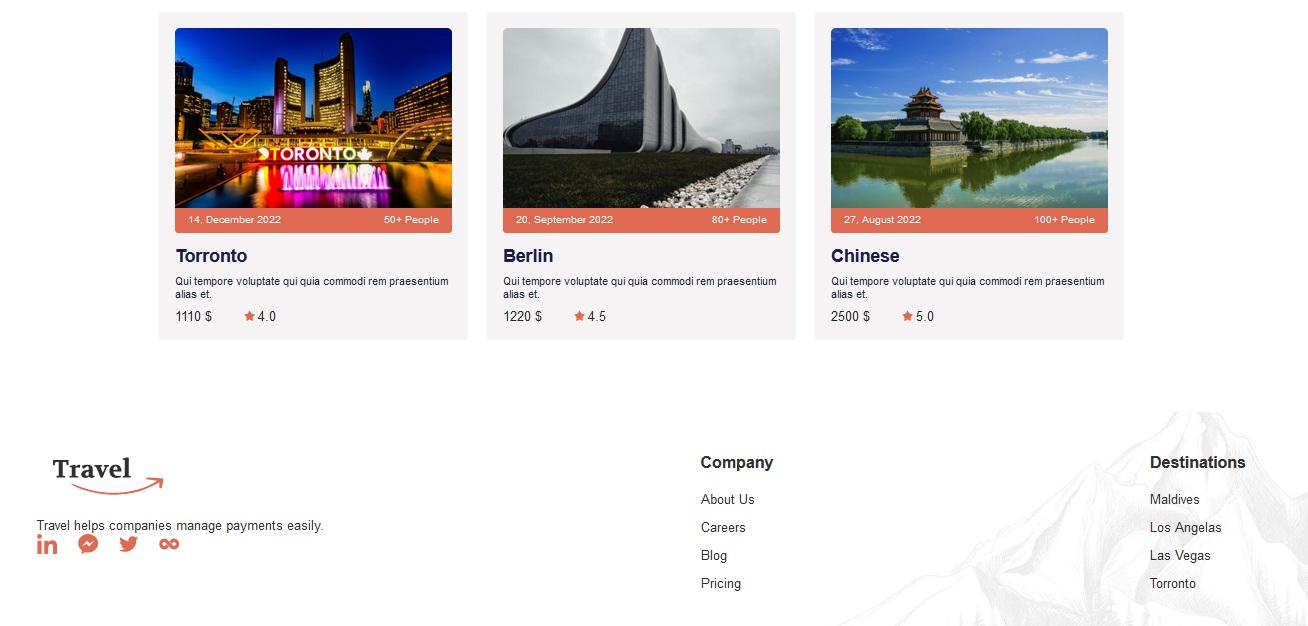 TORONTO
14, December 2022
50+ People
Torronto
Qui tempore voluptate qui quia commodi rem praesentium
alias et.
1110 $
4.0
20, September 2022
80+ People
Berlin
Qui tempore voluptate qui quia commodi rem praesentium
alias et.
1220 $
4.5
27, August 2022
100+ People
Chinese
Qui tempore voluptate qui quia commodi rem praesentium
alias et.
2500 $
5.0
Travel
Travel helps companies manage payments easily.
in
Company
About Us
Careers
Blog
Pricing
Destinations
Maldives
Los Angelas
Las Vegas
Torronto